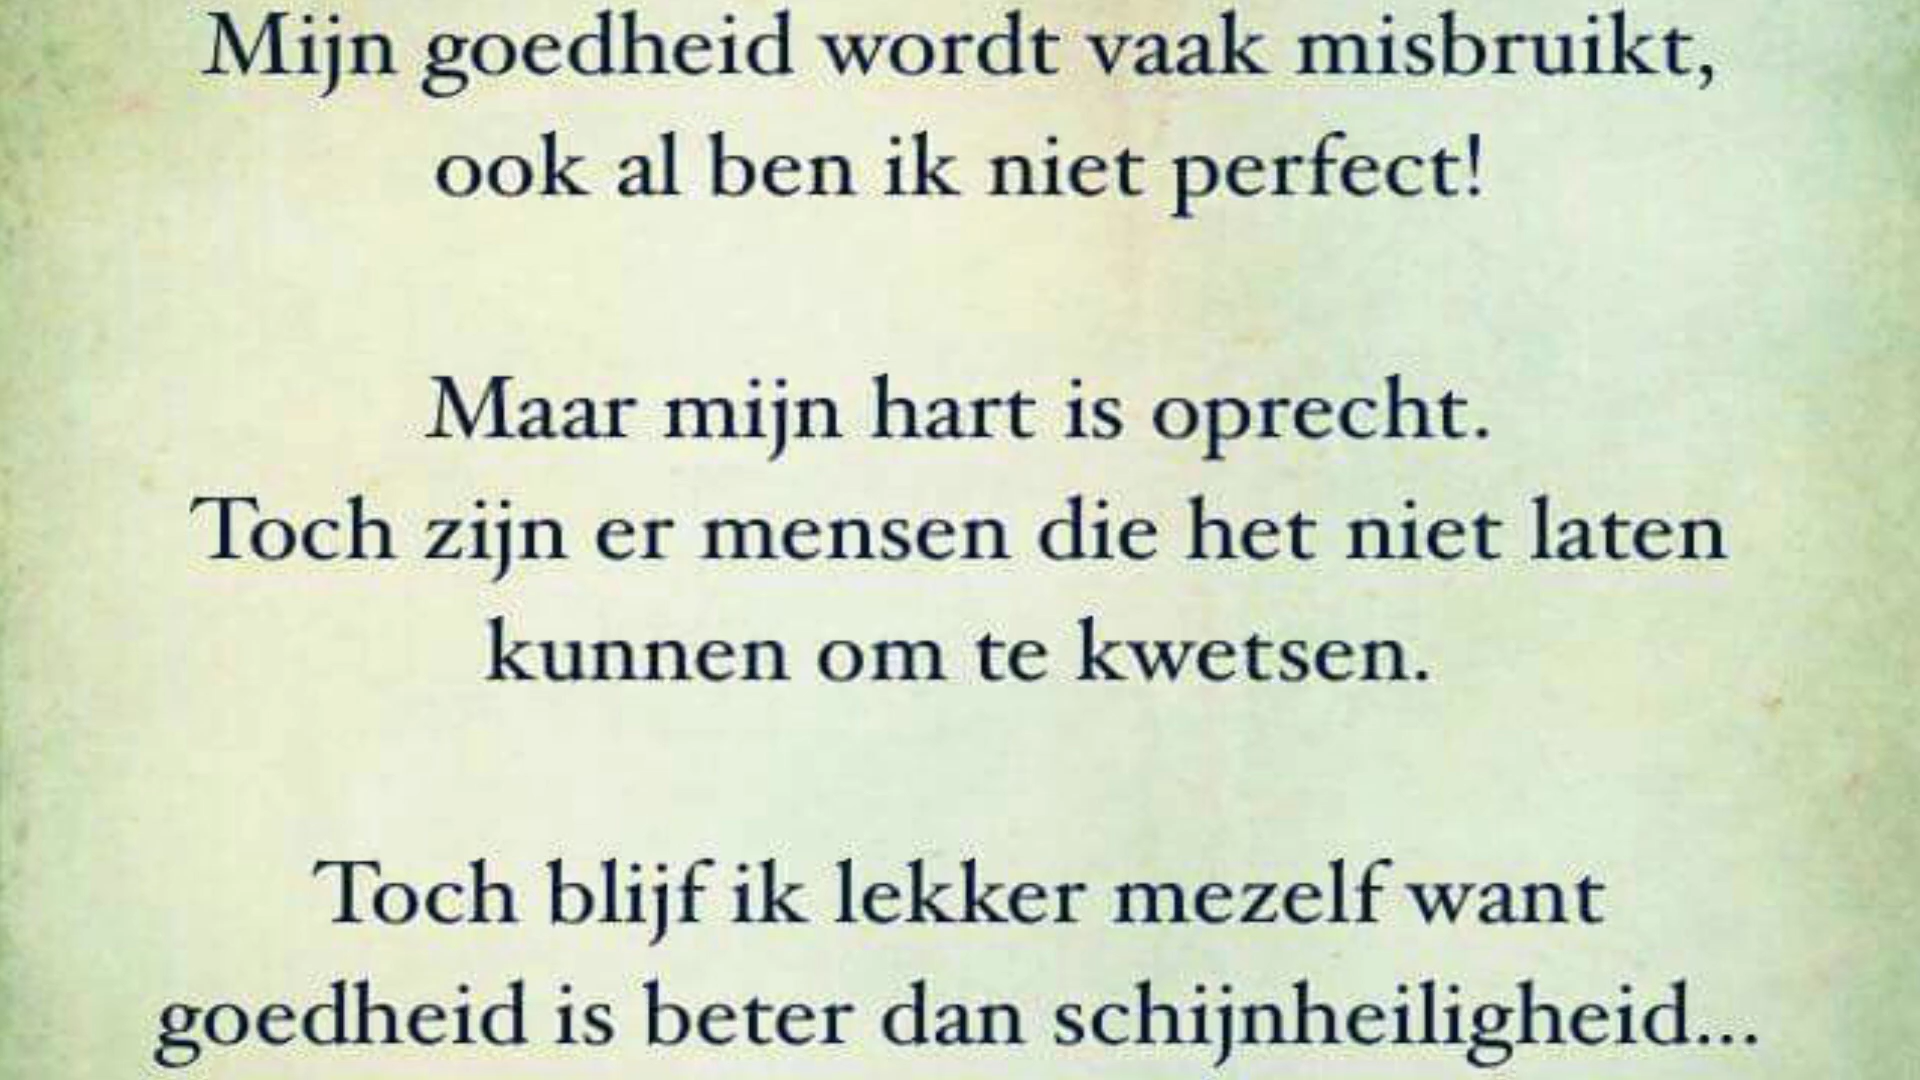 Mijn goedheid wordt vaak misbruikt,
ook al ben ik niet perfect!
Maar mijn hart is oprecht.
Toch zijn er mensen die het niet laten
kunnen om te kwetsen.
Toch blijf ik lekker mezelf want
goedheid is beter dan schijnheiligheid...